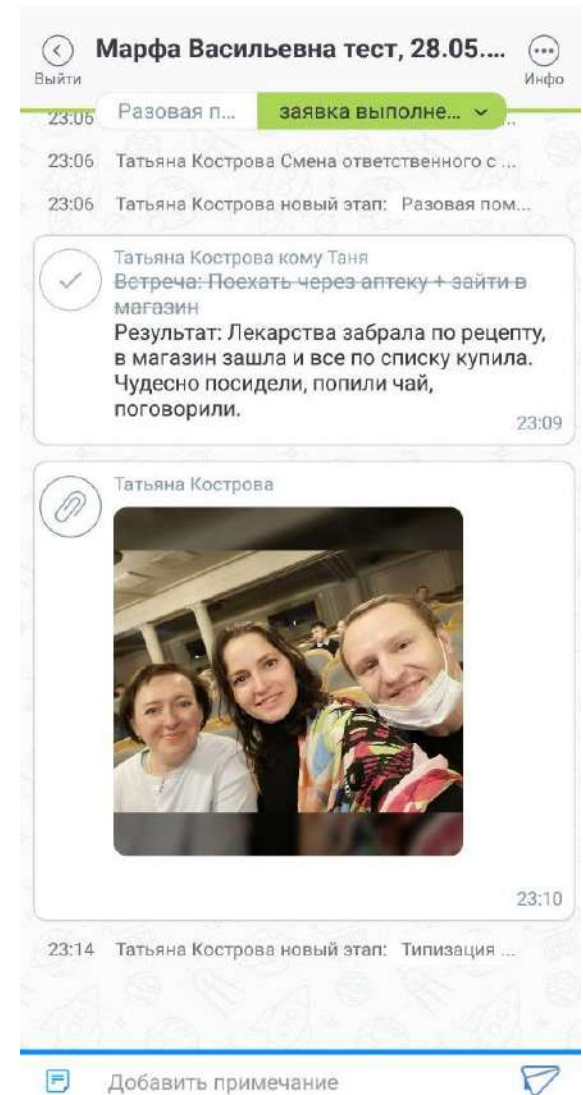 Марфа Васильевна тест, 28.05....
Выйти
Инфо
23:06
Разовая п...
заявка выполне...
23:06 Татьяна Кострова Смена ответственного с ...
23:06 Татьяна Кострова новый этап: Разовая пом...
Татьяна Кострова кому Таня
Встреча: Поехать через аптеку + зайти в
магазин
Результат: Лекарства забрала по рецепту,
в магазин зашла и все по списку купила.
Чудесно посидели, попили чай,
поговорили.
23:09
Татьяна Кострова
23:10
23:14 Татьяна Кострова новый этап: Типизация ...
Добавить примечание